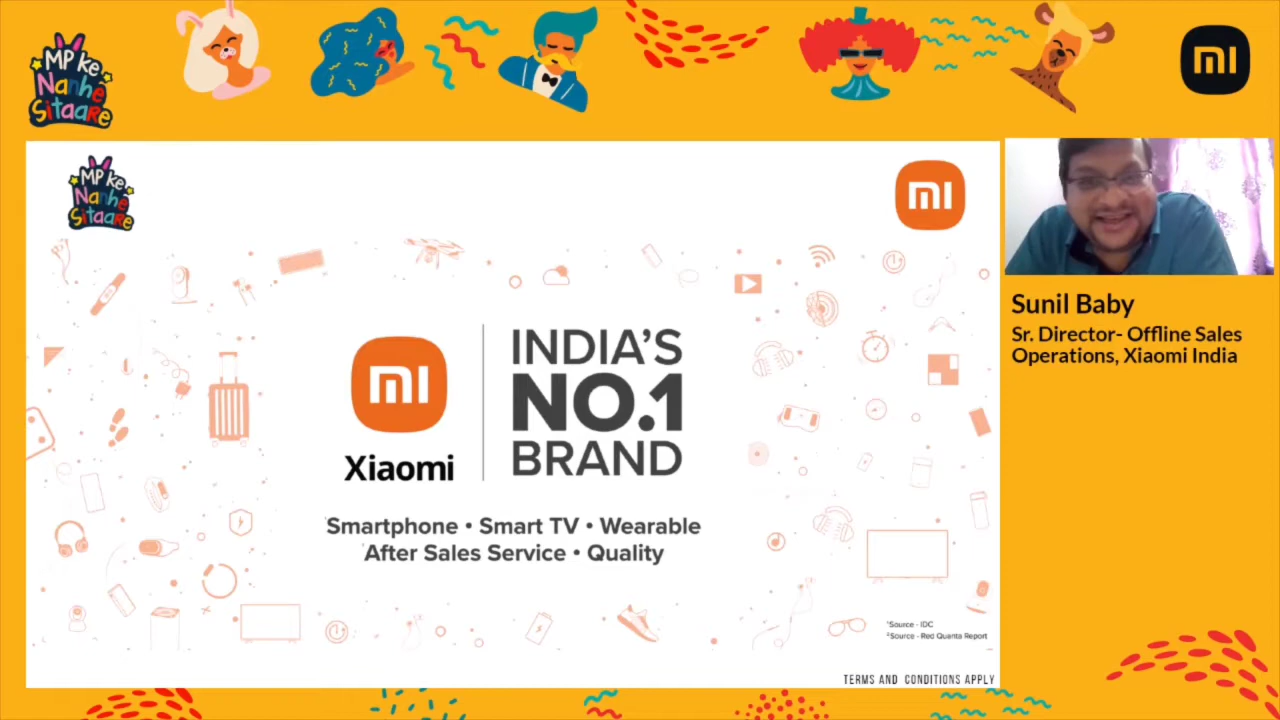 MP ke
Nanhe
Sitaare
mi
MP ke
Nanhe
Sitaare
mi
mi
Xiaomi
INDIA'S
NO.1
BRAND
Smartphone • Smart TV • Wearable
After Sales Service • Quality
¹Source - IDC
²Source - Red Quanta Report
TERMS AND CONDITIONS APPLY
Sunil Baby
Sr. Director- Offline Sales
Operations, Xiaomi India